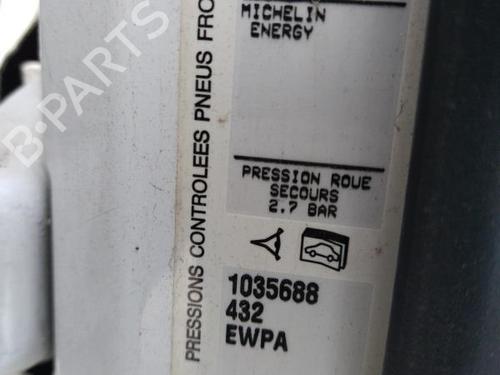 MICHELIN
ENERGY
PRESSIONS CONTROLEES PNEUS FRO
PRESSION ROUE
SECOURS
2.7 BAR
1035688
432
EWPA
B-PARTS